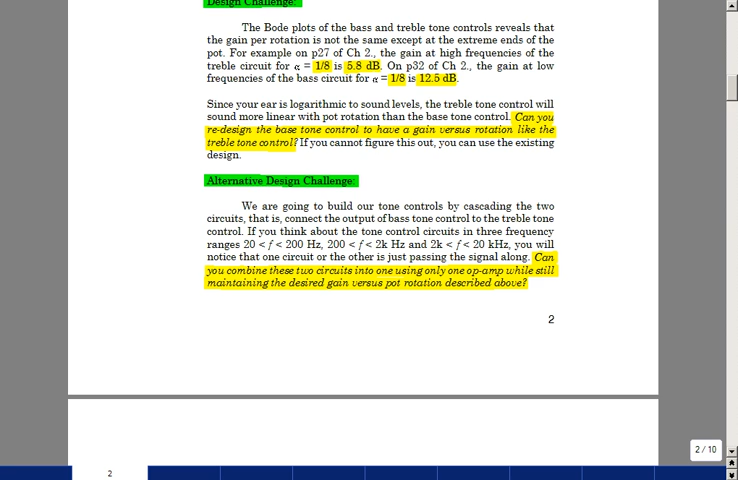 Design Challenge:
The Bode plots of the bass and treble tone controls reveals that
the gain per rotation is not the same except at the extreme ends of the
pot. For example on p27 of Ch 2., the gain at high frequencies of the
treble circuit for α = 1/8 is 5.8 dB. On p32 of Ch 2., the gain at low
frequencies of the bass circuit for α = 1/8 is 12.5 dB.
Since your ear is logarithmic to sound levels, the treble tone control will
sound more linear with pot rotation than the base tone control. Can you
re-design the base tone control to have a gain versus rotation like the
treble tone control? If you cannot figure this out, you can use the existing
design.
Alternative Design Challenge:
We are going to build our tone controls by cascading the two
circuits, that is, connect the output of bass tone control to the treble tone
control. If you think about the tone control circuits in three frequency
ranges 20 < f < 200 Hz, 200 < f < 2k Hz and 2k < f < 20 kHz, you will
notice that one circuit or the other is just passing the signal along. Can
you combine these two circuits into one using only one op-amp while still
maintaining the desired gain versus pot rotation described above?
2
2 / 10
2